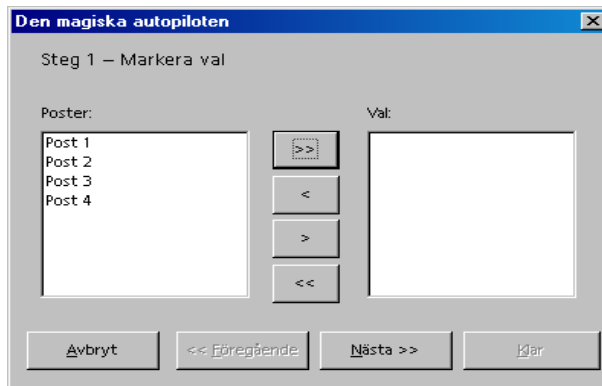 Den magiska autopiloten
Steg 1 – Markera val
Poster:
Val:
Post 1
Post 2
Post 3
Post 4
>>
<
>
<<
Avbryt
<< Föregående
Nästa >>
Klar